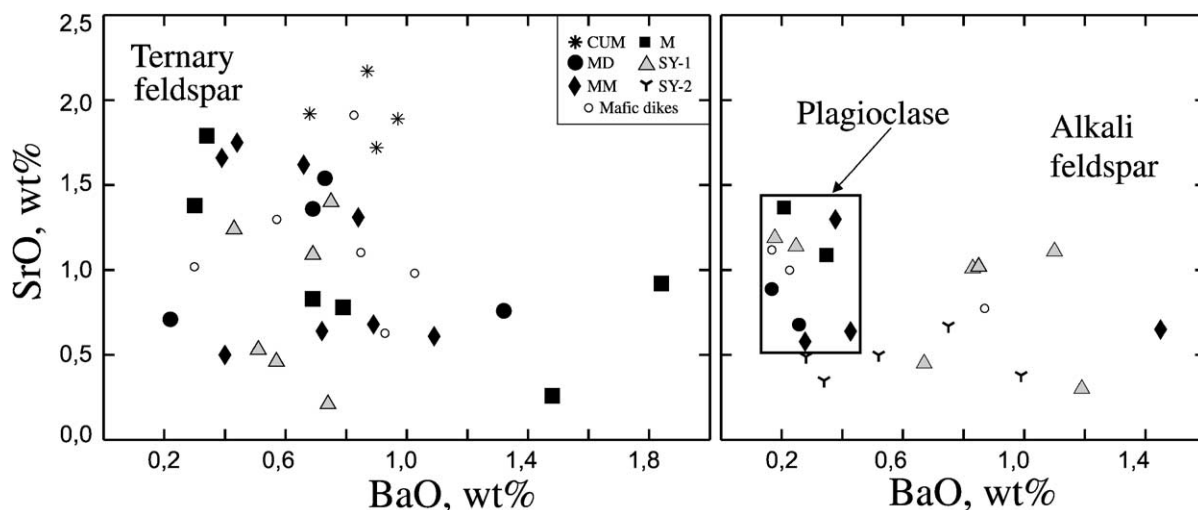 2,5
2,0
1,5
1,0
0,5
0,0
SrO, wt%
Ternary
feldspar
CUM M
MD SY-1
MM SY-2
Mafic dikes
0,2 0,6 1,0 1,4 1,8
BaO, wt%
Plagioclase
Alkali
feldspar
0,2 0,6 1,0 1,4
BaO, wt%